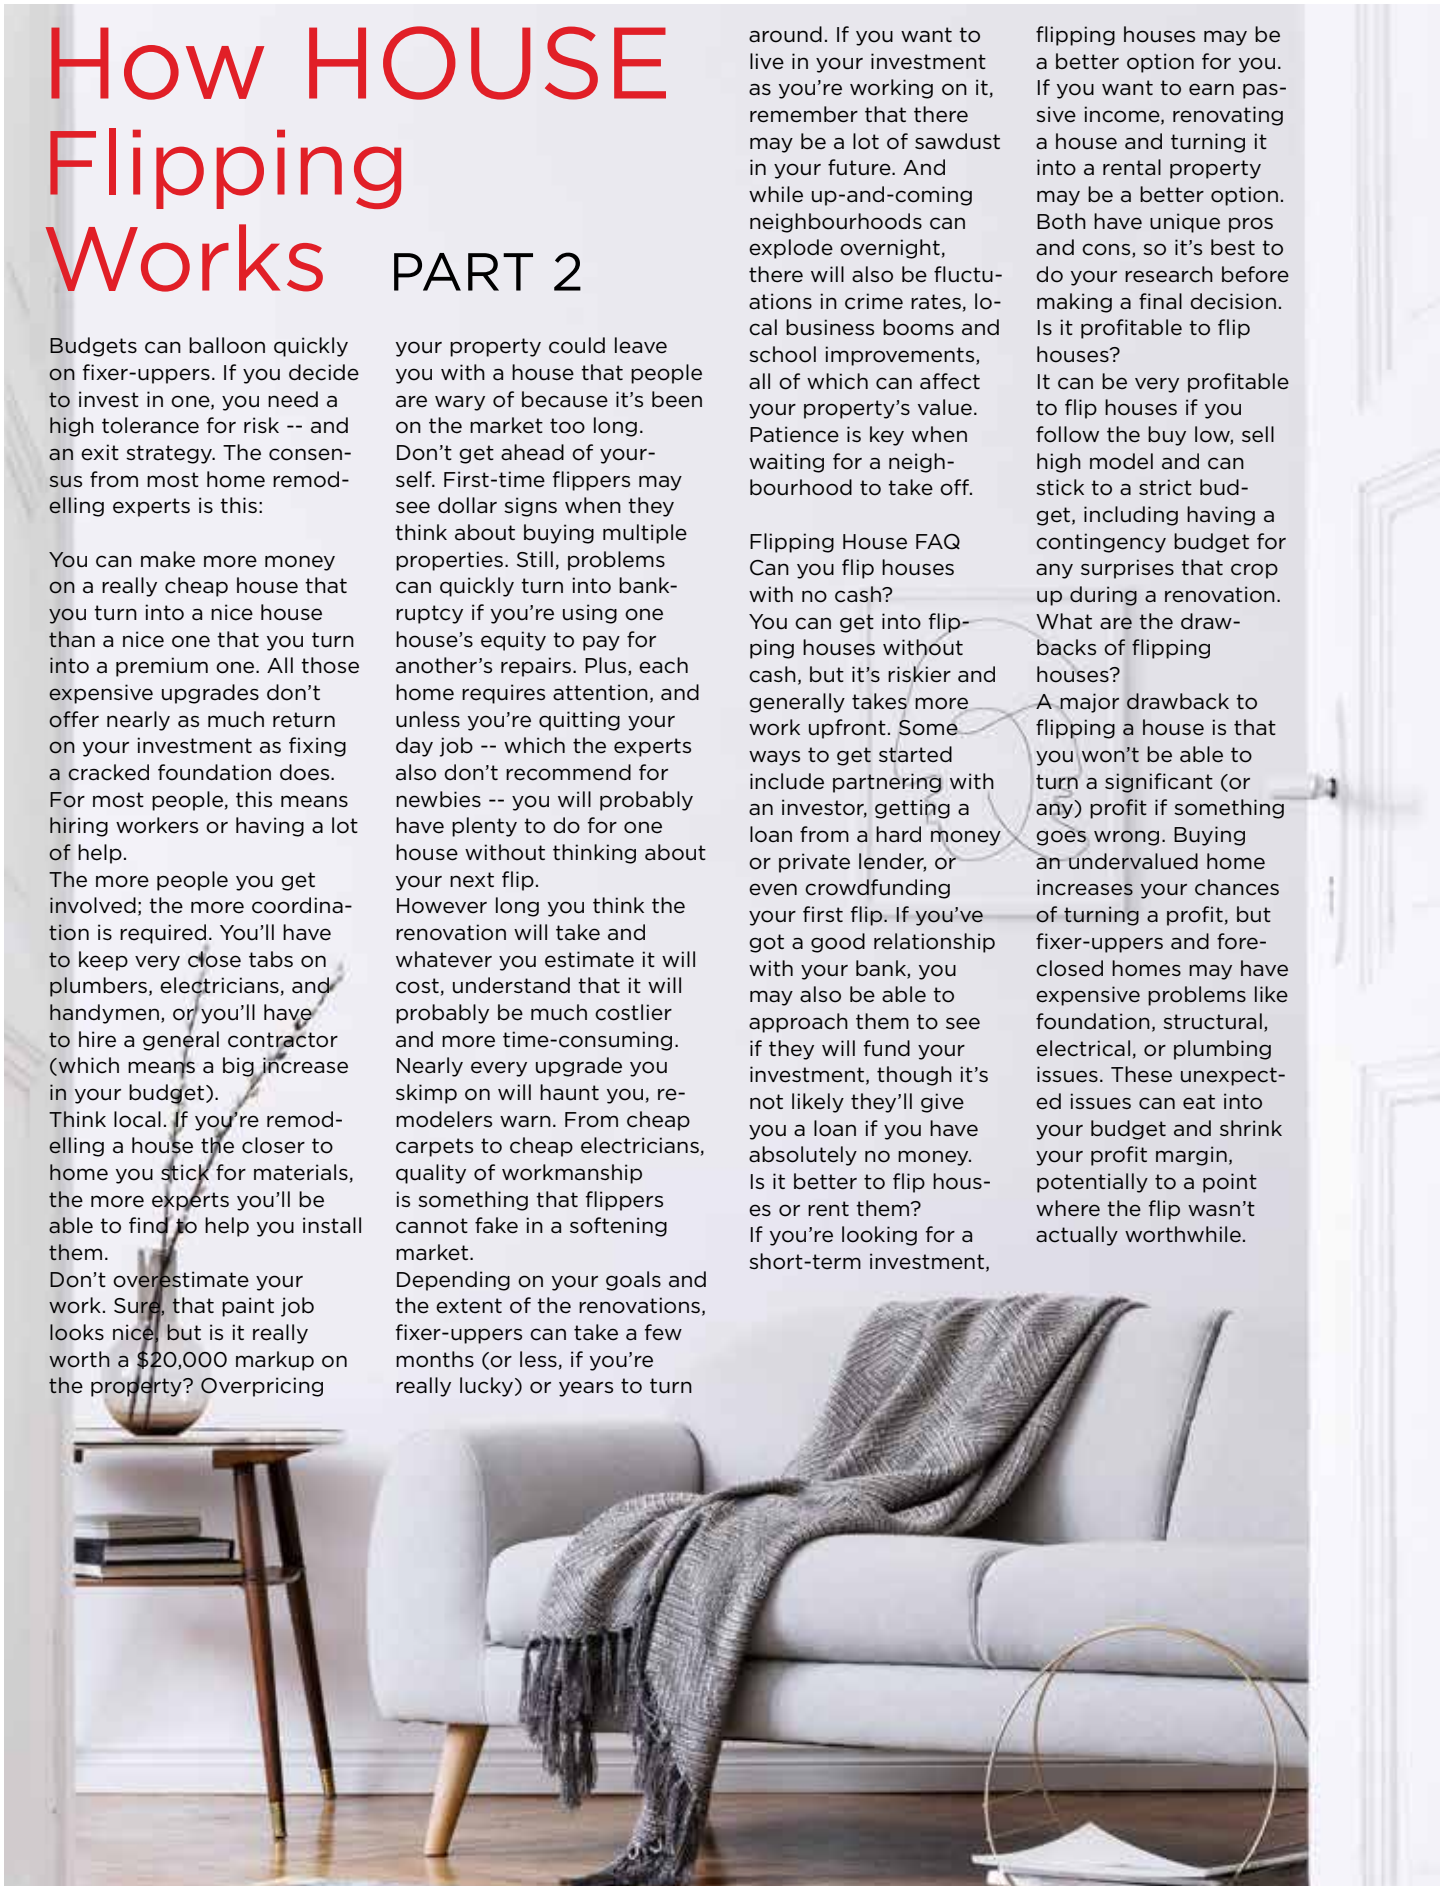 How HOUSE
Flipping
Works PART 2
Budgets can balloon quickly
on fixer-uppers. If you decide
to invest in one, you need a
high tolerance for risk -- and
an exit strategy. The consen-
sus from most home remod-
elling experts is this:
You can make more money
on a really cheap house that
you turn into a nice house
than a nice one that you turn
into a premium one. All those
expensive upgrades don't
offer nearly as much return
on your investment as fixing
a cracked foundation does.
For most people, this means
hiring workers or having a lot
of help.
The more people you get
involved; the more coordina-
tion is required. You'll have
to keep very close tabs on
plumbers, electricians, and
handymen, or you'll have
to hire a general contractor
(which means a big increase
in your budget).
Think local. If you're remod-
elling a house the closer to
home you stick for materials,
the more experts you'll be
able to find to help you install
them.
Don't overestimate your
work. Sure, that paint job
looks nice, but is it really
worth a $20,000 markup on
the property? Overpricing
your property could leave
you with a house that people
are wary of because it's been
on the market too long.
Don't get ahead of your-
self. First-time flippers may
see dollar signs when they
think about buying multiple
properties. Still, problems
can quickly turn into bank-
ruptcy if you're using one
house's equity to pay for
another's repairs. Plus, each
home requires attention, and
unless you're quitting your
day job -- which the experts
also don't recommend for
newbies -- you will probably
have plenty to do for one
house without thinking about
your next flip.
However long you think the
renovation will take and
whatever you estimate it will
cost, understand that it will
probably be much costlier
and more time-consuming.
Nearly every upgrade you
skimp on will haunt you, re-
modelers warn. From cheap
carpets to cheap electricians,
quality of workmanship
is something that flippers
cannot fake in a softening
market.
Depending on your goals and
the extent of the renovations,
fixer-uppers can take a few
months (or less, if you're
really lucky) or years to turn
around. If you want to
live in your investment
as you're working on it,
remember that there
may be a lot of sawdust
in your future. And
while up-and-coming
neighbourhoods can
explode overnight,
there will also be fluctu-
ations in crime rates, lo-
cal business booms and
school improvements,
all of which can affect
your property's value.
Patience is key when
waiting for a neigh-
bourhood to take off.
Flipping House FAQ
Can you flip houses
with no cash?
You can get into flip-
ping houses without
cash, but it's riskier and
generally takes more
work upfront. Some
ways to get started
include partnering with
an investor, getting a
loan from a hard money
or private lender, or
even crowdfunding
your first flip. If you've
got a good relationship
with your bank, you
may also be able to
approach them to see
if they will fund your
investment, though it's
not likely they'll give
you a loan if you have
absolutely no money.
Is it better to flip hous-
es or rent them?
If you're looking for a
short-term investment,
flipping houses may be
a better option for you.
If you want to earn pas-
sive income, renovating
a house and turning it
into a rental property
may be a better option.
Both have unique pros
and cons, so it's best to
do your research before
making a final decision.
Is it profitable to flip
houses?
It can be very profitable
to flip houses if you
follow the buy low, sell
high model and can
stick to a strict bud-
get, including having a
contingency budget for
any surprises that crop
up during a renovation.
What are the draw-
backs of flipping
houses?
A major drawback to
flipping a house is that
you won't be able to
turn a significant (or
any) profit if something
goes wrong. Buying
an undervalued home
increases your chances
of turning a profit, but
fixer-uppers and fore-
closed homes may have
expensive problems like
foundation, structural,
electrical, or plumbing
issues. These unexpect-
ed issues can eat into
your budget and shrink
your profit margin,
potentially to a point
where the flip wasn't
actually worthwhile.